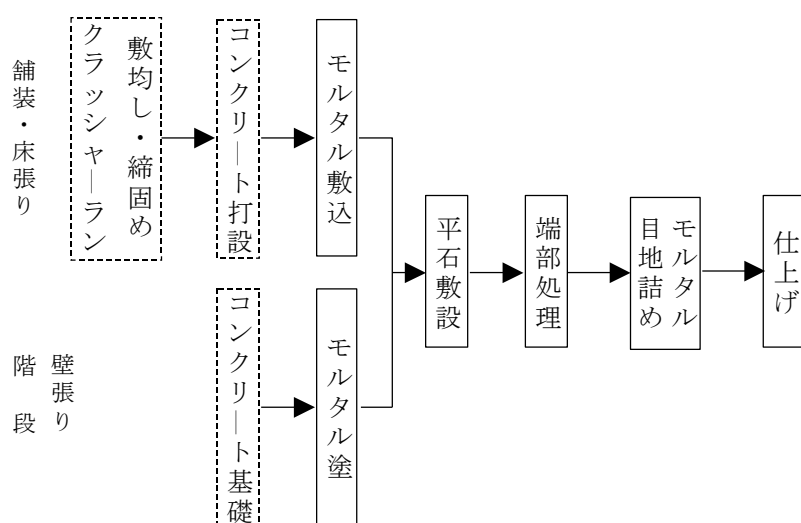 舗装・床張り
クラッシャーラン
敷均し・締固め
コンクリート打設
モルタル敷込
壁張り
階　段
コンクリート基礎
モルタル塗
平石敷設
端部処理
モルタル
目地詰め
仕上げ